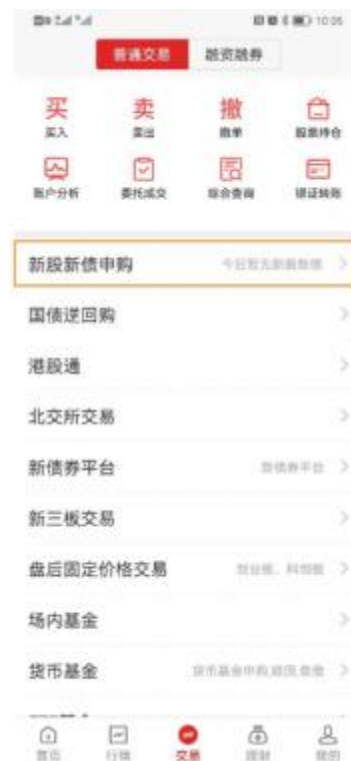 10:05
普通交易 融资融券
买 卖 撤
买入 卖出 撤单 股票持仓
账户分析 委托成交 综合查询 银证转账
新股新债申购 今日暂无新股新债
国债逆回购
港股通
北交所交易
新债券平台 新债券平台
新三板交易
盘后固定价格交易 创业板、科创板
场内基金
货币基金 货币基金申购,赎回,查撤
首页 行情 交易 理财 我的